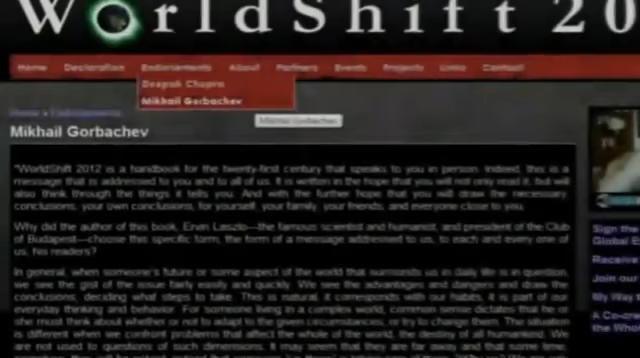 WorldShift 20
Home Declaration Endorsements About Partners Events Projects Links Contact
Deepak Chopra
Mikhail Gorbachev
Mikhail Gorbachev
Home » Endorsements
Mikhail Gorbachev
"WorldShift 2012 is a handbook for the twenty-first century that speaks to you in person. Indeed, this is a
message that is addressed to you and to all of us. It is written in the hope that you will not only read it, but will
also think through the things it tells you. And with the further hope that you will draw the necessary
conclusions, your own conclusions, for yourself, your family, your friends, and everyone close to you.
Why did the author of this book, Ervin Laszlo—the famous scientist and humanist, and president of the Club
of Budapest—choose this specific form, the form of a message addressed to us, to each and every one of
us, his readers?
In general, when someone's future or some aspect of the world that surrounds us in daily life is in question,
we see the gist of the issue fairly easily and quickly. We see the advantages and dangers and draw the
conclusions, deciding what steps to take. This is natural, it corresponds with our habits, it is part of our
everyday thinking and behavior. For someone living in a complex world, common sense dictates that he or
she must think about whether or not to adapt to the given circumstances, or try to change them. The situation
is different when we confront problems that affect the whole of the world, the destiny of all humankind. We
are not used to questions of such dimensions. It may seem that they are far away and that some time,
Sign the
Global E
Receive
Join our
My Way
A Co-crea
the Whol